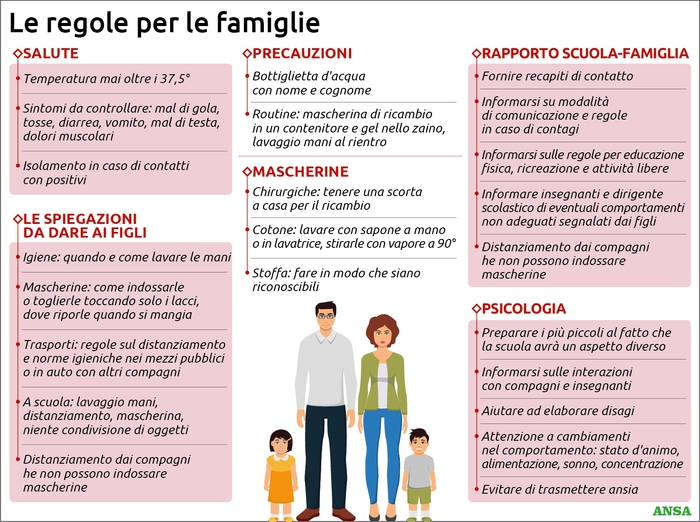 Le regole per le famiglie
SALUTE
Temperatura mai oltre i 37,5°
Sintomi da controllare: mal di gola,
tosse, diarrea, vomito, mal di testa,
dolori muscolari
Isolamento in caso di contatti
con positivi
LE SPIEGAZIONI
DA DARE AI FIGLI
Igiene: quando e come lavare le mani
Mascherine: come indossarle
o toglierle toccando solo i lacci,
dove riporle quando si mangia
Trasporti: regole sul distanziamento
e norme igieniche nei mezzi pubblici
o in auto con altri compagni
A scuola: lavaggio mani,
distanziamento, mascherina,
niente condivisione di oggetti
Distanziamento dai compagni
he non possono indossare
mascherine
PRECAUZIONI
Bottiglietta d'acqua
con nome e cognome
Routine: mascherina di ricambio
in un contenitore e gel nello zaino,
lavaggio mani al rientro
MASCHERINE
Chirurgiche: tenere una scorta
a casa per il ricambio
Cotone: lavare con sapone a mano
o in lavatrice, stirarle con vapore a 90°
Stoffa: fare in modo che siano
riconoscibili
RAPPORTO SCUOLA-FAMIGLIA
Fornire recapiti di contatto
Informarsi su modalità
di comunicazione e regole
in caso di contagi
Informarsi sulle regole per educazione
fisica, ricreazione e attività libere
Informare insegnanti e dirigente
scolastico di eventuali comportamenti
non adeguati segnalati dai figli
Distanziamento dai compagni
he non possono indossare
mascherine
PSICOLOGIA
Preparare i più piccoli al fatto che
la scuola avrà un aspetto diverso
Informarsi sulle interazioni
con compagni e insegnanti
Aiutare ad elaborare disagi
Attenzione a cambiamenti
nel comportamento: stato d'animo,
alimentazione, sonno, concentrazione
Evitare di trasmettere ansia
ANSA